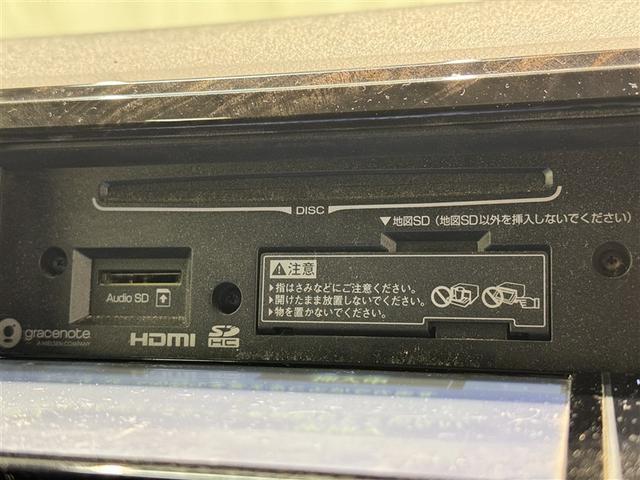 DISC
▼地図SD（地図SD以外を挿入しないでください）
⚠注意
▶指はさみなどにご注意ください。
▶開けたまま放置しないでください。
▶物を置かないでください。
Audio SD
gracenote
A NIELSEN COMPANY
HDMI
SD HC